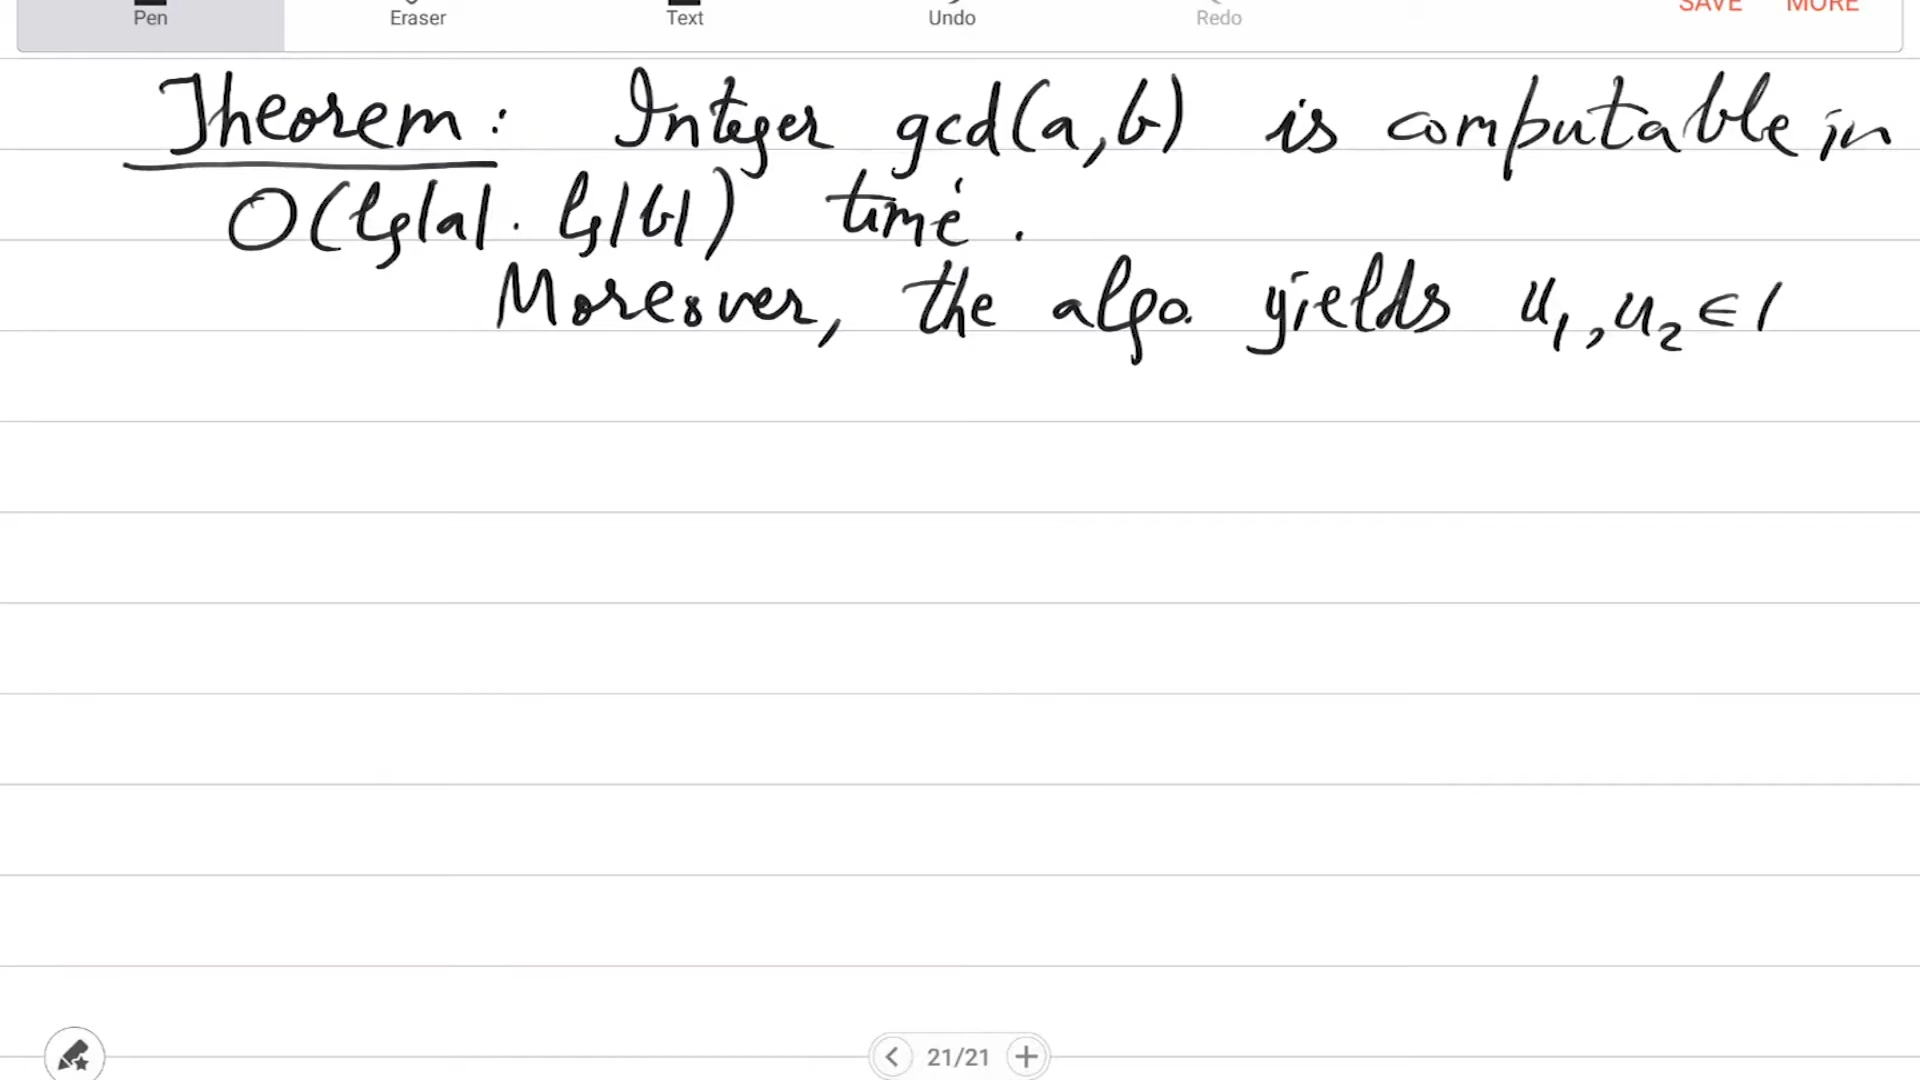 Pen Eraser Text Undo Redo SAVE MORE
Theorem: Integer gcd(a,b) is computable in
O(lg|a| . lg|b|) time.
Moreover, the algo. yields u₁,u₂ ∈
21/21